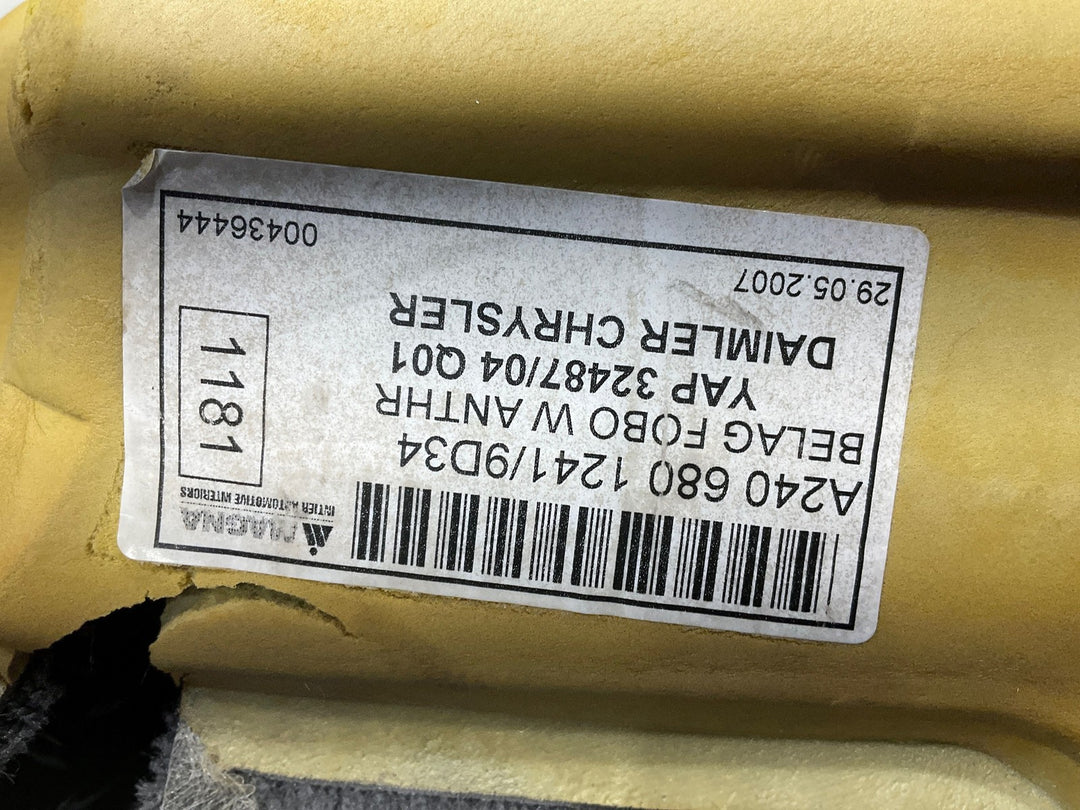 MAGNA
INTIER AUTOMOTIVE INTERIORS
A240 680 1241/9D34
BELAG FOBO W ANTHR
YAP 32487/04 Q01
DAIMLER CHRYSLER
1181
29.05.2007
00436444